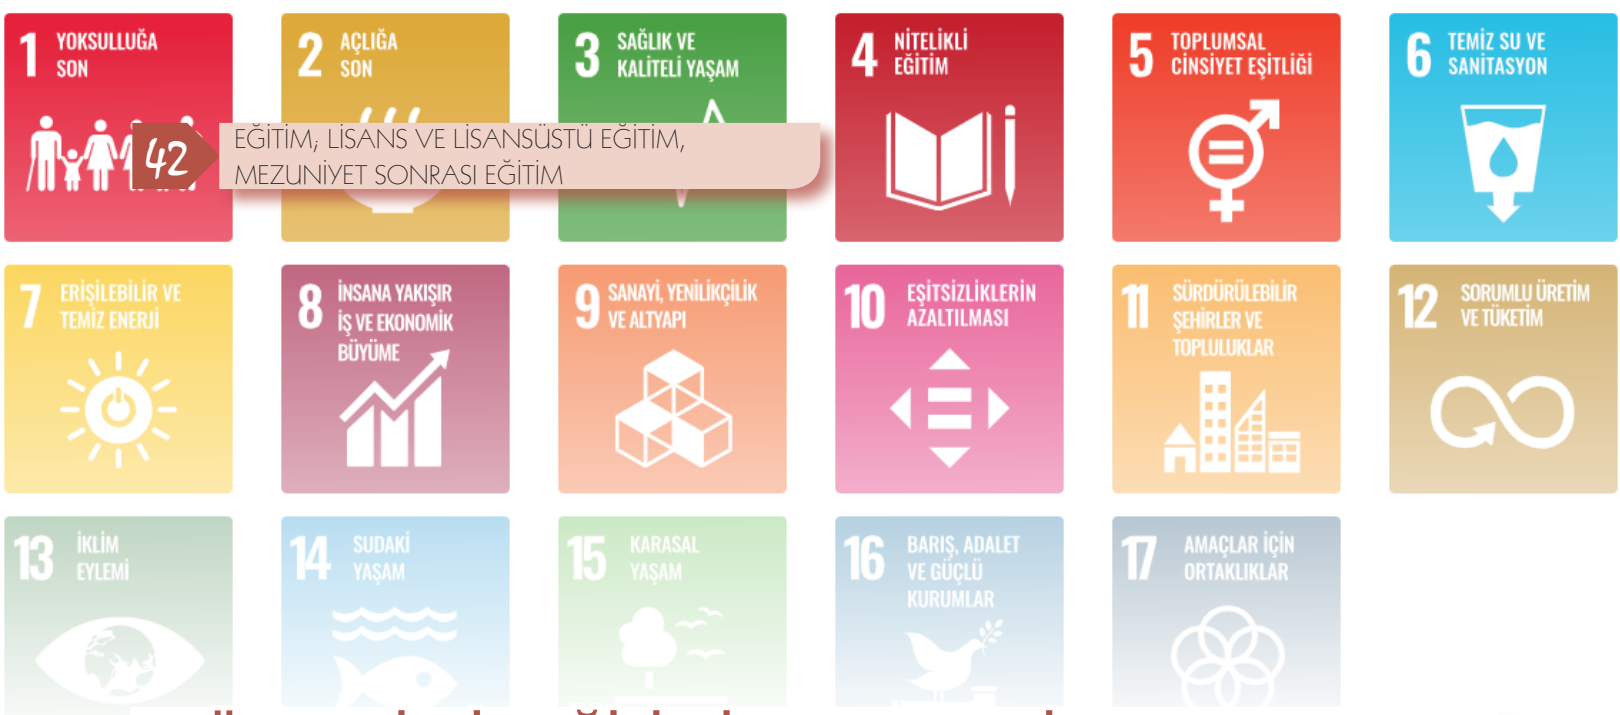 1 YOKSULLUĞA
SON
2 AÇLIĞA
SON
3 SAĞLIK VE
KALİTELİ YAŞAM
4 NİTELİKLİ
EĞİTİM
5 TOPLUMSAL
CİNSİYET EŞİTLİĞİ
6 TEMİZ SU VE
SANİTASYON
42
EĞİTİM; LİSANS VE LİSANSÜSTÜ EĞİTİM,
MEZUNİYET SONRASI EĞİTİM
7 ERİŞİLEBİLİR VE
TEMİZ ENERJİ
8 İNSANA YAKIŞIR
İŞ VE EKONOMİK
BÜYÜME
9 SANAYİ, YENİLİKÇİLİK
VE ALTYAPI
10 EŞİTSİZLİKLERİN
AZALTILMASI
11 SÜRDÜRÜLEBİLİR
ŞEHİRLER VE
TOPLULUKLAR
12 SORUMLU ÜRETİM
VE TÜKETİM
13 İKLİM
EYLEMİ
14 SUDAKİ
YAŞAM
15 KARASAL
YAŞAM
16 BARIŞ, ADALET
VE GÜÇLÜ
KURUMLAR
17 AMAÇLAR İÇİN
ORTAKLIKLAR